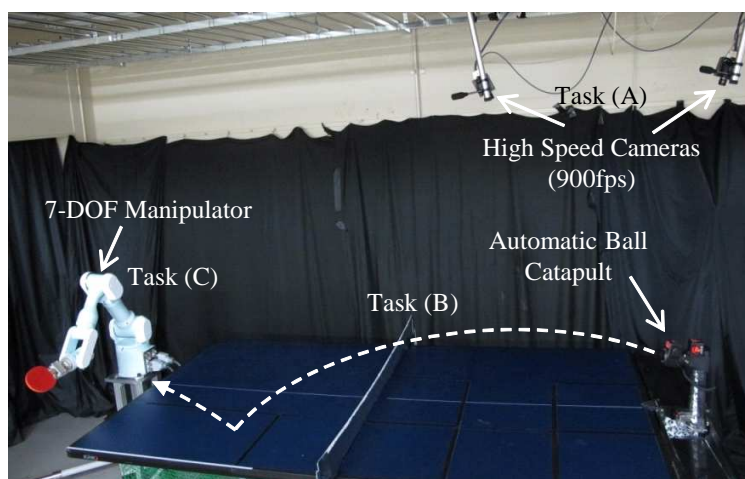 Task (A)
High Speed Cameras
(900fps)
7-DOF Manipulator
Automatic Ball
Catapult
Task (C)
Task (B)